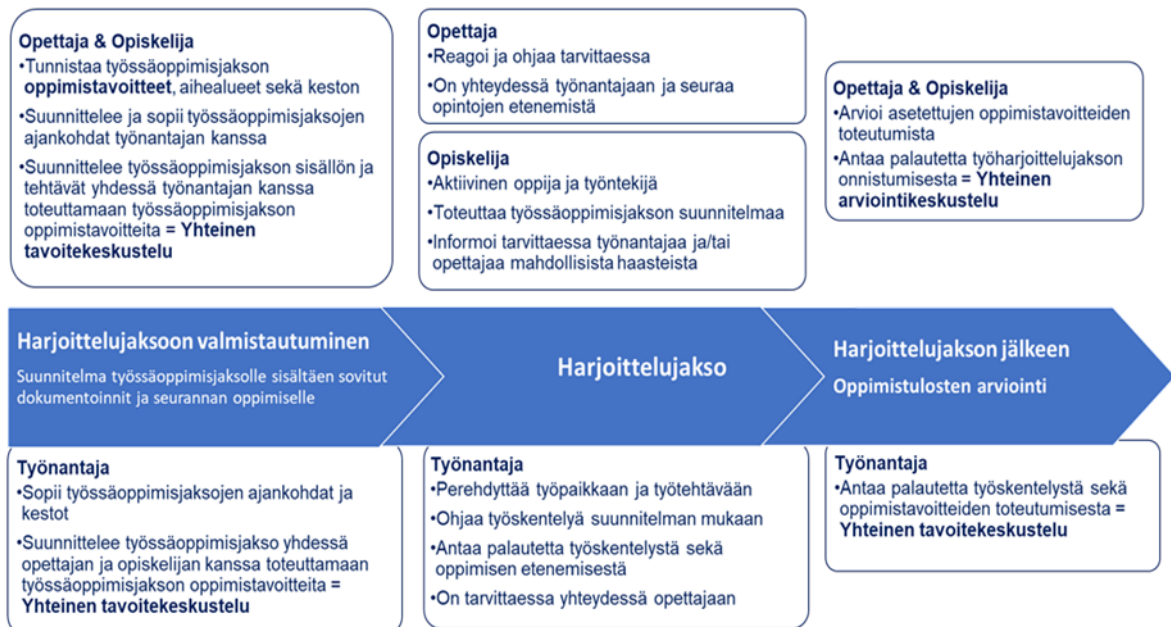 Opettaja & Opiskelija
•Tunnistaa työssäoppimisjakson
oppimistavoitteet, aihealueet sekä keston
•Suunnittelee ja sopii työssäoppimisjaksojen
ajankohdat työnantajan kanssa
•Suunnittelee työssäoppimisjakson sisällön ja
tehtävät yhdessä työnantajan kanssa
toteuttamaan työssäoppimisjakson
oppimistavoitteita = Yhteinen
tavoitekeskustelu
Opettaja
•Reagoi ja ohjaa tarvittaessa
•On yhteydessä työnantajaan ja seuraa
opintojen etenemistä
Opiskelija
•Aktiivinen oppija ja työntekijä
•Toteuttaa työssäoppimisjakson suunnitelmaa
•Informoi tarvittaessa työnantajaa ja/tai
opettajaa mahdollisista haasteista
Opettaja & Opiskelija
•Arvioi asetettujen oppimistavoitteiden
toteutumista
•Antaa palautetta työharjoittelujakson
onnistumisesta = Yhteinen
arviointikeskustelu
Harjoittelujaksoon valmistautuminen
Suunnitelma työssäoppimisjaksolle sisältäen sovitut
dokumentoinnit ja seurannan oppimiselle
Harjoittelujakso
Harjoittelujakson jälkeen
Oppimistulosten arviointi
Työnantaja
•Sopii työssäoppimisjaksojen ajankohdat ja
kestot
•Suunnittelee työssäoppimisjakso yhdessä
opettajan ja opiskelijan kanssa toteuttamaan
työssäoppimisjakson oppimistavoitteita =
Yhteinen tavoitekeskustelu
Työnantaja
•Perehdyttää työpaikkaan ja työtehtävään
•Ohjaa työskentelyä suunnitelman mukaan
•Antaa palautetta työskentelystä sekä
oppimisen etenemisestä
•On tarvittaessa yhteydessä opettajaan
Työnantaja
•Antaa palautetta työskentelystä sekä
oppimistavoitteiden toteutumisesta =
Yhteinen tavoitekeskustelu